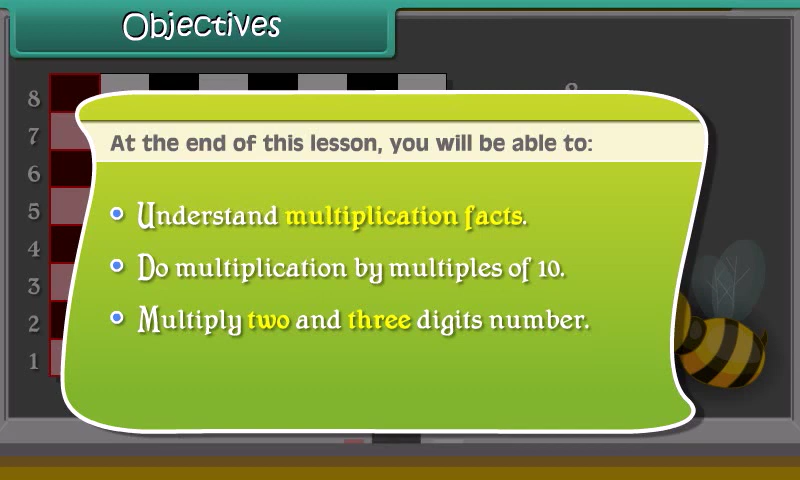 Objectives
At the end of this lesson, you will be able to:
Understand multiplication facts.
Do multiplication by multiples of 10.
Multiply two and three digits number.
8
7
6
5
4
3
2
1